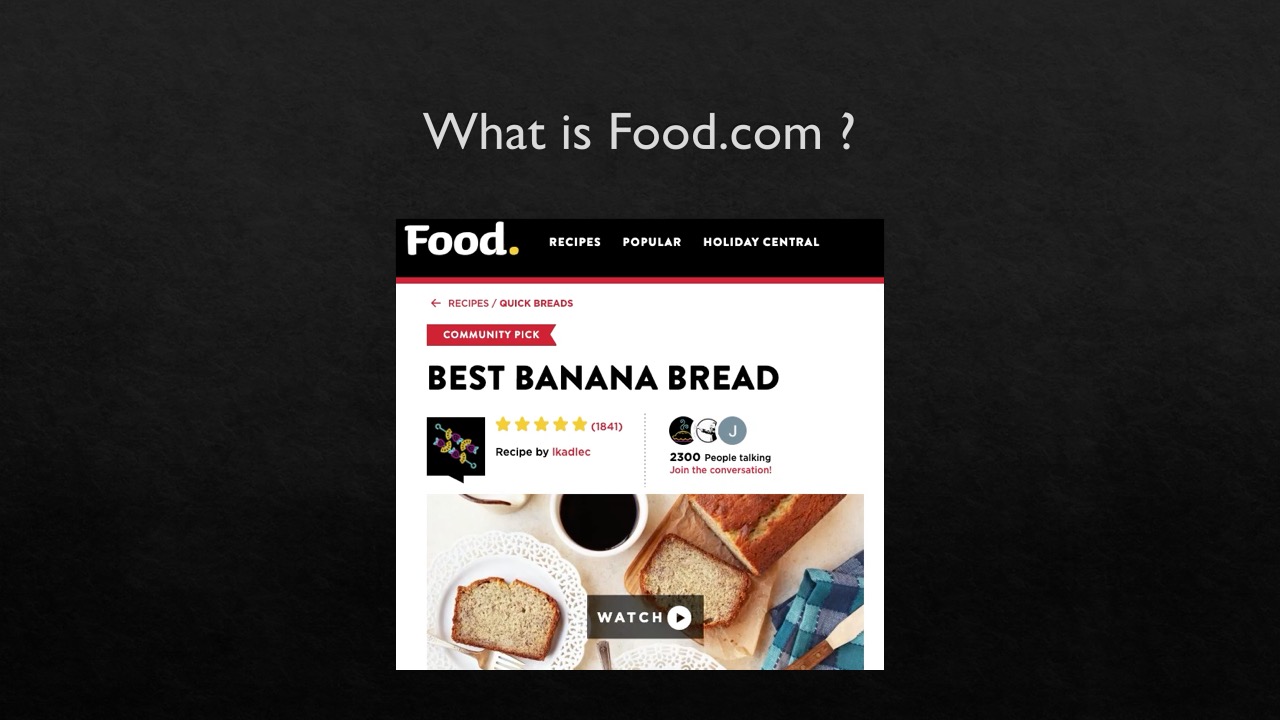 What is Food.com ?
Food.
RECIPES POPULAR HOLIDAY CENTRAL
← RECIPES / QUICK BREADS
COMMUNITY PICK
BEST BANANA BREAD
(1841)
Recipe by lkadlec
J
2300 People talking
Join the conversation!
WATCH